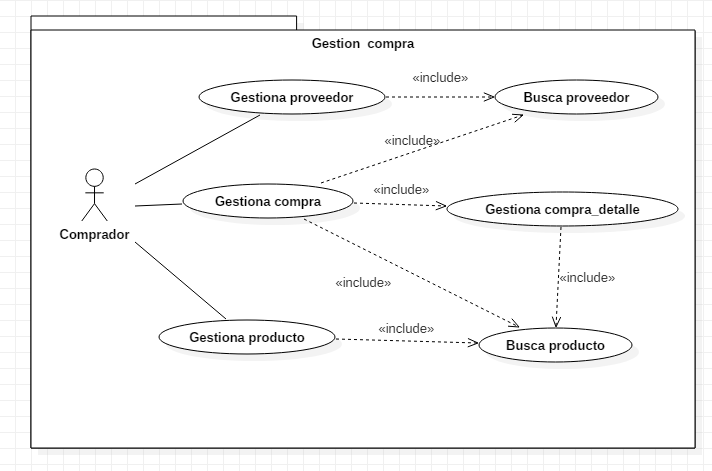 Gestion compra
«include»
Gestiona proveedor
Busca proveedor
«include»
«include»
Gestiona compra
Gestiona compra_detalle
Comprador
«include»
«include»
«include»
Gestiona producto
Busca producto